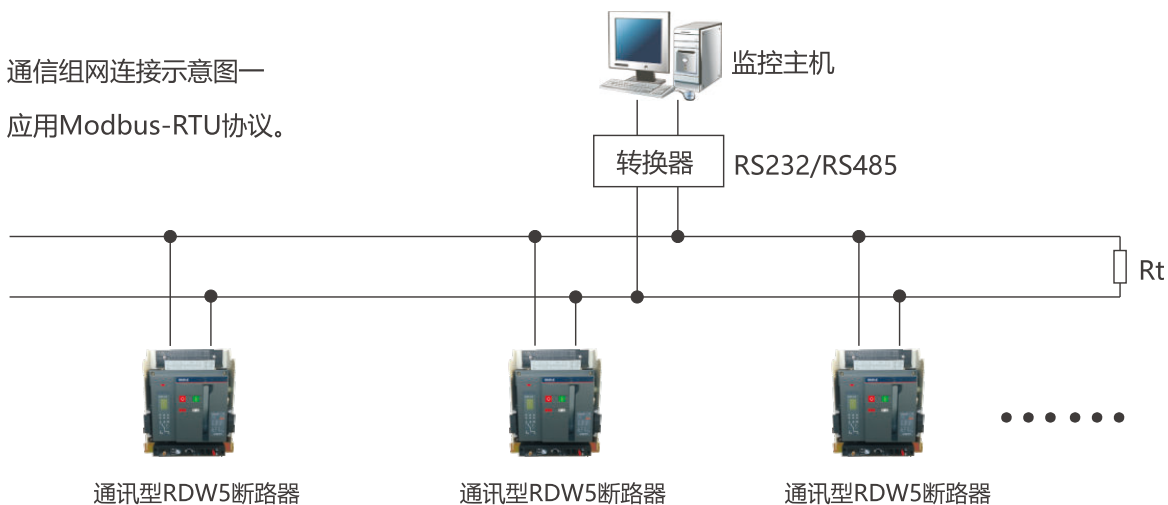 通信组网连接示意图一
监控主机
应用Modbus-RTU协议。
转换器
RS232/RS485
Rt
通讯型RDW5断路器
通讯型RDW5断路器
通讯型RDW5断路器